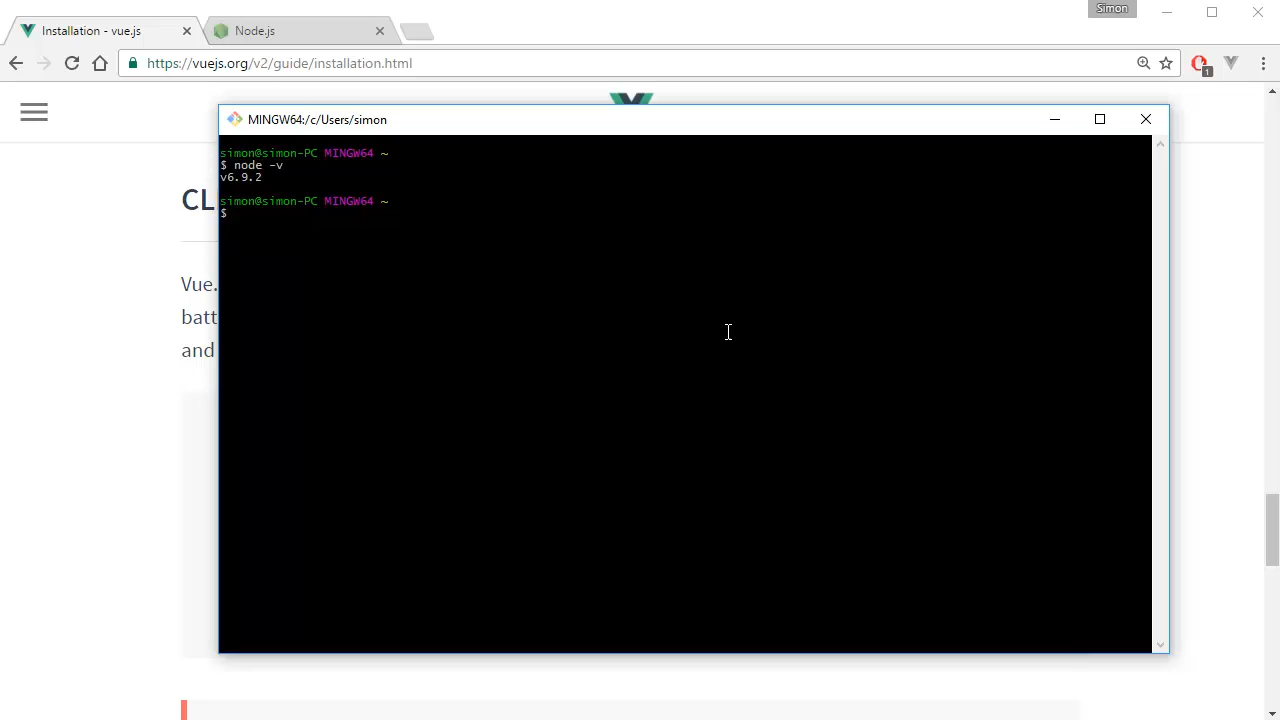 Simon
Installation - vue.js
Node.js
https://vuejs.org/v2/guide/installation.html
1
MINGW64:/c/Users/simon
simon@simon-PC MINGW64 ~
$ node -v
v6.9.2
simon@simon-PC MINGW64 ~
$
CL
Vue.
batt
and